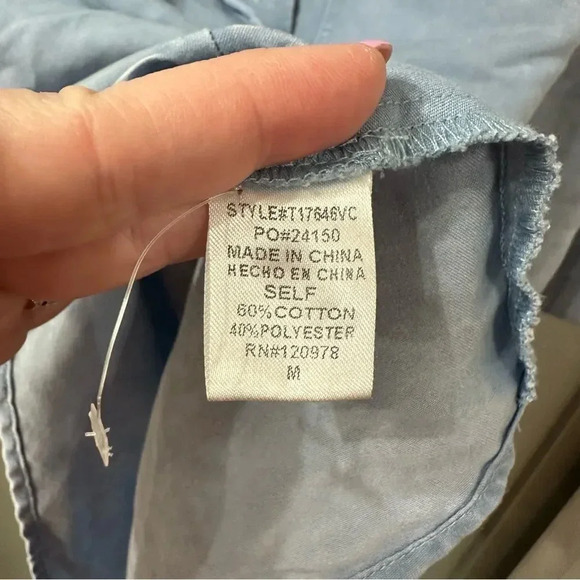 STYLE#T17646VC
PO#24150
MADE IN CHINA
HECHO EN CHINA
SELF
60%COTTON
40%POLYESTER
RN#120978
M